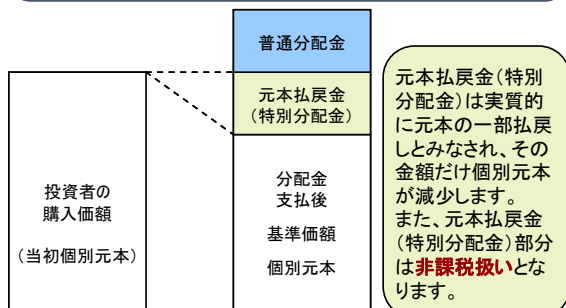 普通分配金
元本払戻金
(特別分配金)
投資者の
購入価額
(当初個別元本)
分配金
支払後
基準価額
個別元本
元本払戻金(特別
分配金)は実質的
に元本の一部払戻
しとみなされ、その
金額だけ個別元本
が減少します。
また、元本払戻金
(特別分配金)部分
は非課税扱いとな
ります。